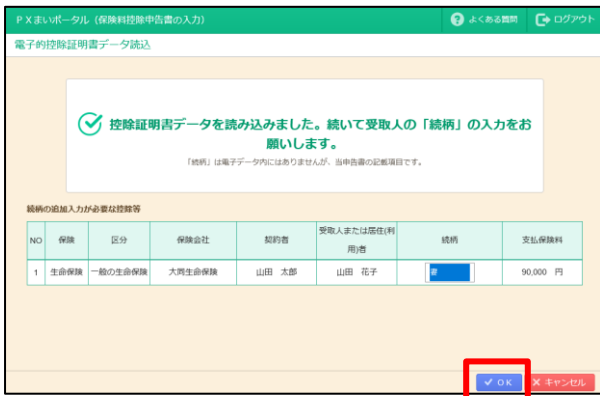 PXまいポータル（保険料控除申告書の入力）
よくある質問
ログアウト
電子的控除証明書データ読込
控除証明書データを読み込みました。続いて受取人の「続柄」の入力をお
願いします。
「続柄」は電子データ内にはありませんが、当申告書の記載項目です。
続柄の追加入力が必要な控除等
NO 保険 区分 保険会社 契約者 受取人または居住(利
用)者 続柄 支払保険料
1 生命保険 一般の生命保険 大同生命保険 山田 太郎 山田 花子 妻 90,000 円
OK
キャンセル